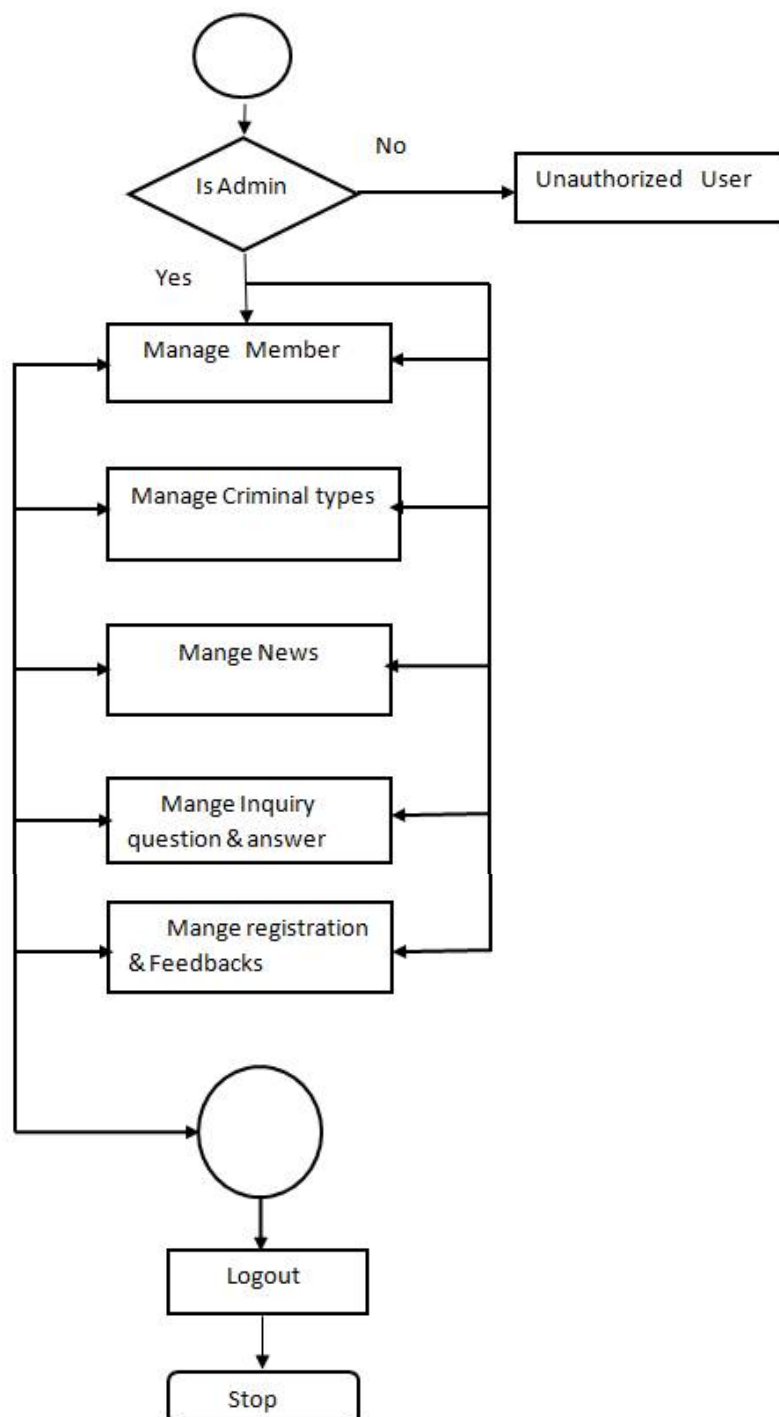 No
Is Admin
Unauthorized User
Yes
Manage Member
Manage Criminal types
Mange News
Mange Inquiry
question & answer
Mange registration
& Feedbacks
Logout
Stop